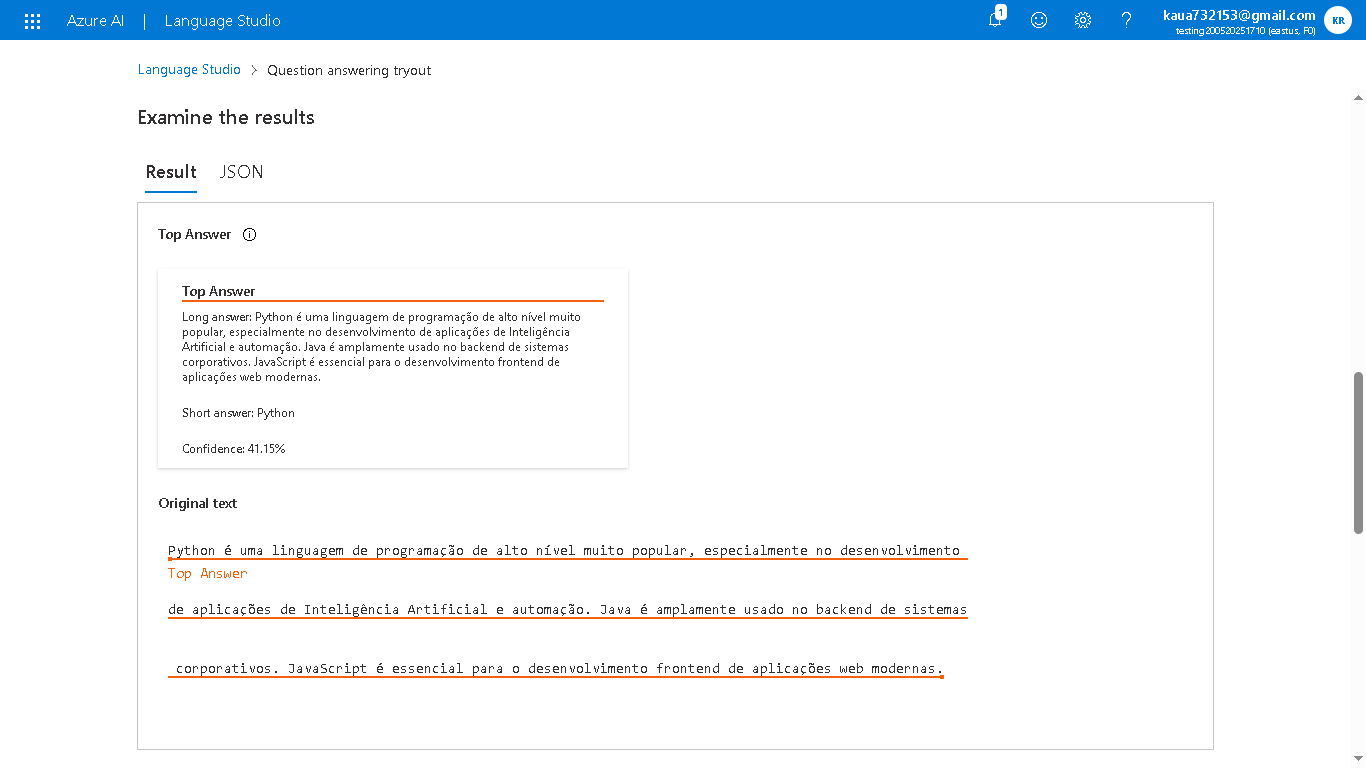 Azure AI | Language Studio
1
?
kaua732153@gmail.com
testing200520251710 (eastus, F0)
KR
Language Studio > Question answering tryout
Examine the results
Result JSON
Top Answer
Top Answer
Long answer: Python é uma linguagem de programação de alto nível muito
popular, especialmente no desenvolvimento de aplicações de Inteligência
Artificial e automação. Java é amplamente usado no backend de sistemas
corporativos. JavaScript é essencial para o desenvolvimento frontend de
aplicações web modernas.
Short answer: Python
Confidence: 41.15%
Original text
Python é uma linguagem de programação de alto nível muito popular, especialmente no desenvolvimento
Top Answer
de aplicações de Inteligência Artificial e automação. Java é amplamente usado no backend de sistemas
corporativos. JavaScript é essencial para o desenvolvimento frontend de aplicações web modernas.